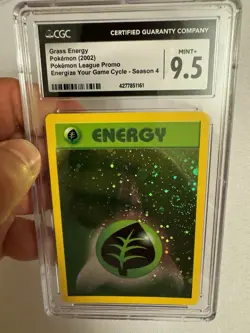 CGC
CERTIFIED GUARANTY COMPANY
Grass Energy
Pokémon (2002)
Pokémon League Promo
Energize Your Game Cycle - Season 4
4277851161
MINT+
9.5
ENERGY